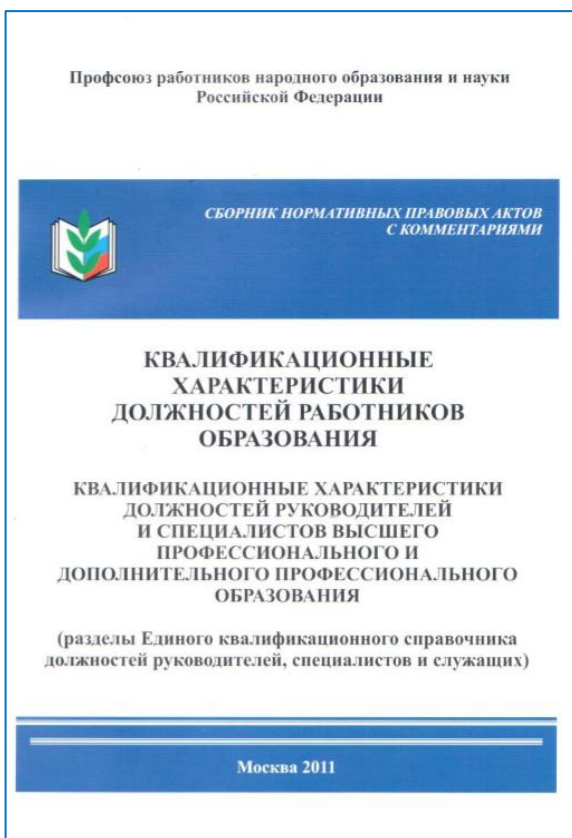 Профсоюз работников народного образования и науки
Российской Федерации
СБОРНИК НОРМАТИВНЫХ ПРАВОВЫХ АКТОВ
С КОММЕНТАРИЯМИ
КВАЛИФИКАЦИОННЫЕ
ХАРАКТЕРИСТИКИ
ДОЛЖНОСТЕЙ РАБОТНИКОВ
ОБРАЗОВАНИЯ
КВАЛИФИКАЦИОННЫЕ ХАРАКТЕРИСТИКИ
ДОЛЖНОСТЕЙ РУКОВОДИТЕЛЕЙ
И СПЕЦИАЛИСТОВ ВЫСШЕГО
ПРОФЕССИОНАЛЬНОГО И
ДОПОЛНИТЕЛЬНОГО ПРОФЕССИОНАЛЬНОГО
ОБРАЗОВАНИЯ
(разделы Единого квалификационного справочника
должностей руководителей, специалистов и служащих)
Москва 2011